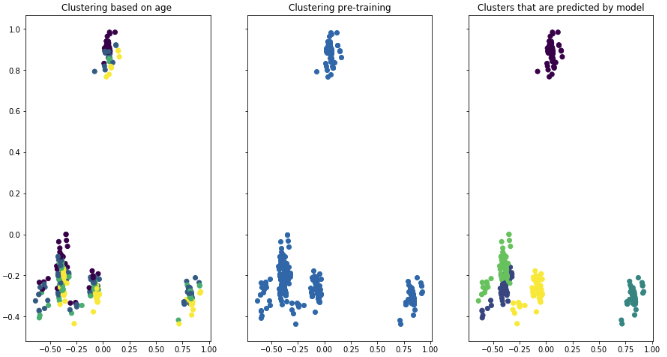 Clustering based on age
Clustering pre-training
Clusters that are predicted by model
1.0
0.8
0.6
0.4
0.2
0.0
−0.2
−0.4
−0.50 −0.25 0.00 0.25 0.50 0.75 1.00
−0.50 −0.25 0.00 0.25 0.50 0.75 1.00
−0.50 −0.25 0.00 0.25 0.50 0.75 1.00